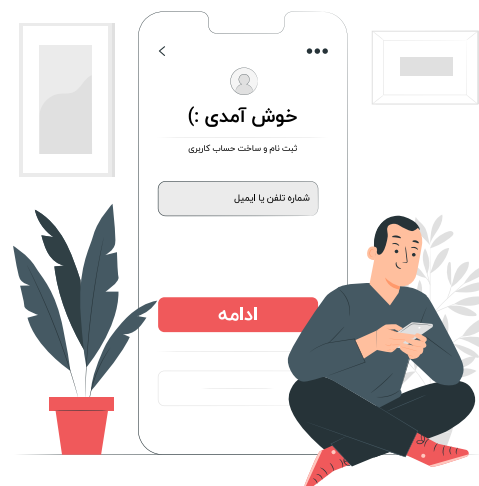 خوش آمدی :)
ثبت نام و ساخت حساب کاربری
شماره تلفن یا ایمیل
ادامه